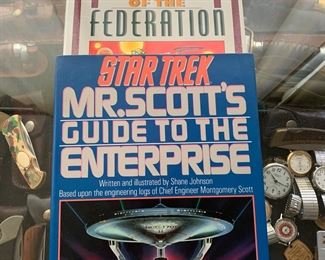 OF THE
FEDERATION
STAR TREK
MR. SCOTT'S
GUIDE TO THE
ENTERPRISE
Written and illustrated by Shane Johnson
Based upon the engineering logs of Chief Engineer Montgomery Scott